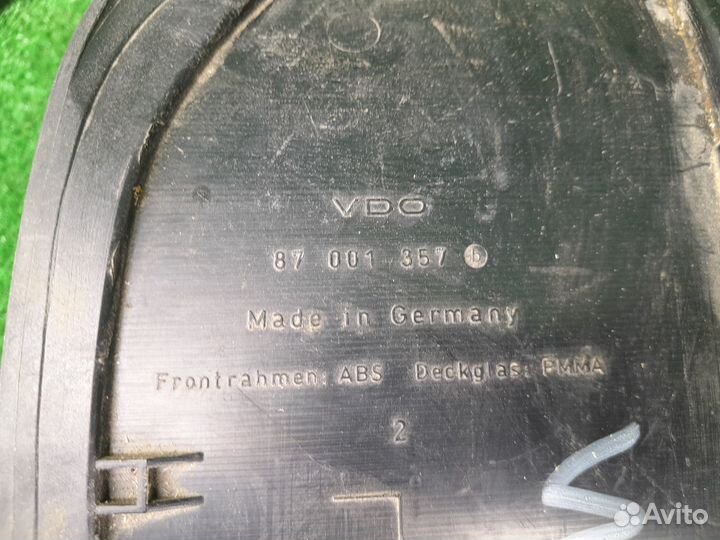 VDO
87 001 357 b
Made in Germany
Frontrahmen: ABS Deckglas: PMMA
2
Avito